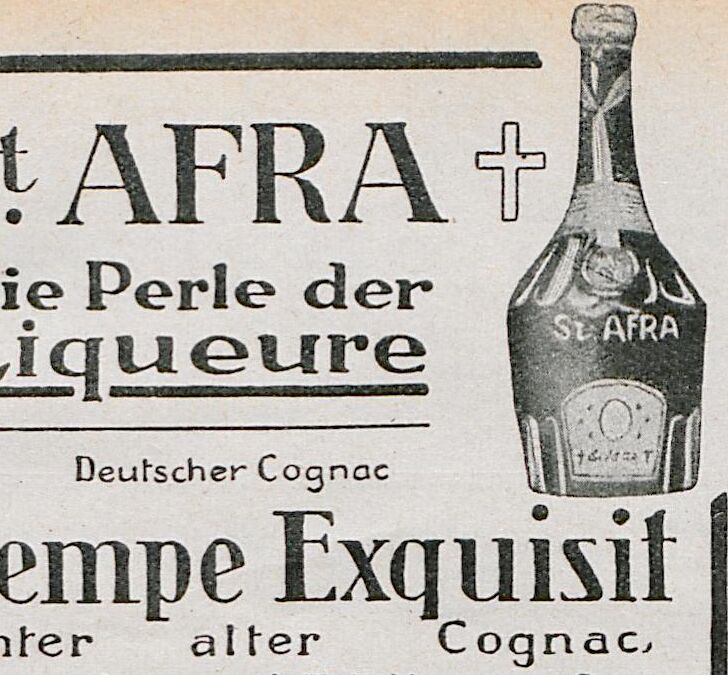 t. AFRA
ie Perle der
Liqueure
St. AFRA
Deutscher Cognac
empe Exquisit
nter alter Cognac,